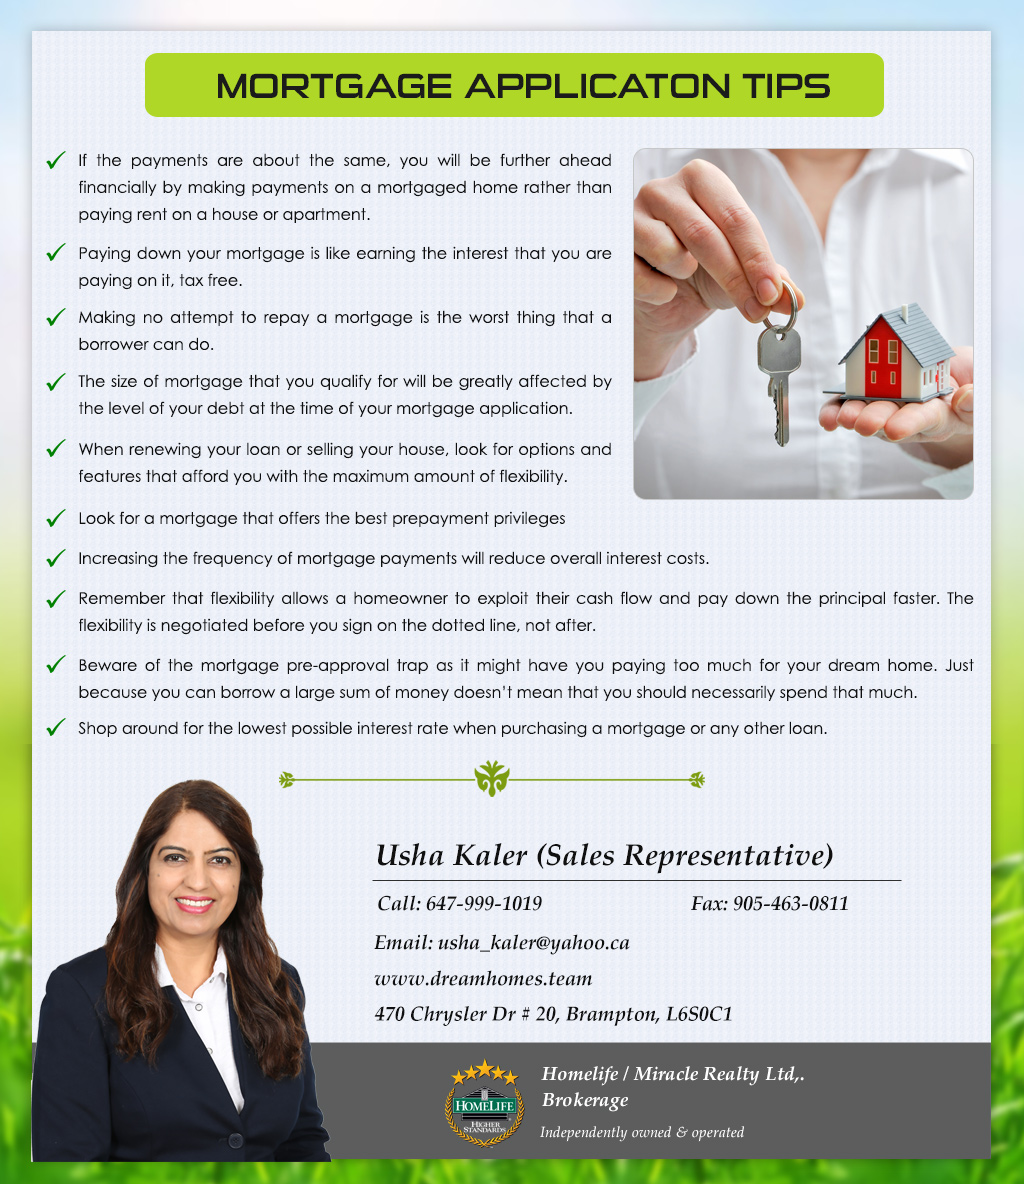 MORTGAGE APPLICATON TIPS
If the payments are about the same, you will be further ahead
financially by making payments on a mortgaged home rather than
paying rent on a house or apartment.
Paying down your mortgage is like earning the interest that you are
paying on it, tax free.
Making no attempt to repay a mortgage is the worst thing that a
borrower can do.
The size of mortgage that you qualify for will be greatly affected by
the level of your debt at the time of your mortgage application.
When renewing your loan or selling your house, look for options and
features that afford you with the maximum amount of flexibility.
Look for a mortgage that offers the best prepayment privileges
Increasing the frequency of mortgage payments will reduce overall interest costs.
Remember that flexibility allows a homeowner to exploit their cash flow and pay down the principal faster. The
flexibility is negotiated before you sign on the dotted line, not after.
Beware of the mortgage pre-approval trap as it might have you paying too much for your dream home. Just
because you can borrow a large sum of money doesn't mean that you should necessarily spend that much.
Shop around for the lowest possible interest rate when purchasing a mortgage or any other loan.
Usha Kaler (Sales Representative)
Call: 647-999-1019 Fax: 905-463-0811
Email: usha_kaler@yahoo.ca
www.dreamhomes.team
470 Chrysler Dr # 20, Brampton, L6S0C1
Homelife / Miracle Realty Ltd,.
Brokerage
Independently owned & operated
HOMELIFE
HIGHER
STANDARDS